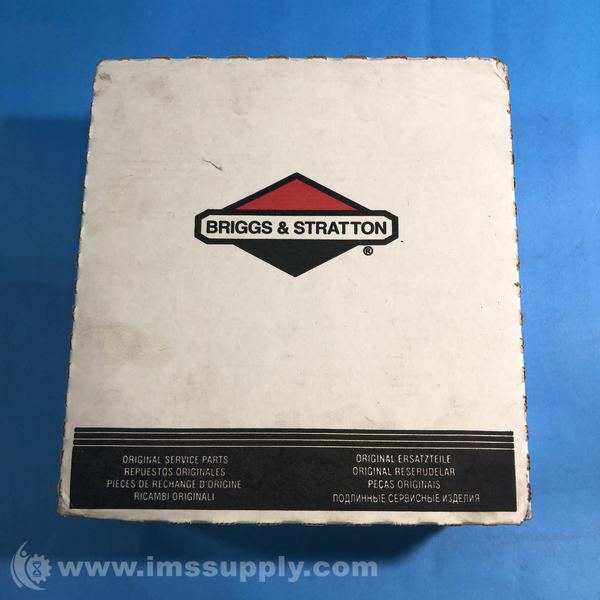 BRIGGS & STRATTON
®
ORIGINAL SERVICE PARTS
REPUESTOS ORIGINALES
PIÈCES DE RECHANGE D'ORIGINE
RICAMBI ORIGINALI
ORIGINAL ERSATZTEILE
ORIGINAL RESERUDELAR
PEÇAS ORIGINAIS
ПОДЛИННЫЕ СЕРВИСНЫЕ ИЗДЕЛИЯ
www.imssupply.com